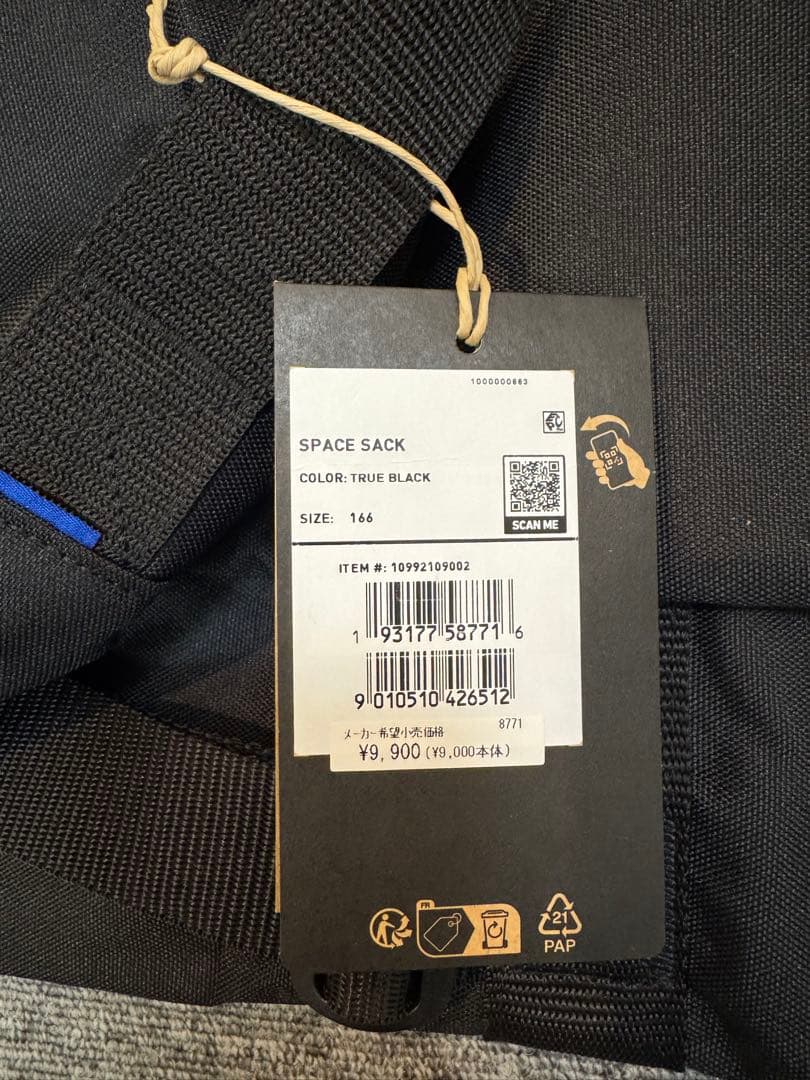 1000000663
SPACE SACK
COLOR: TRUE BLACK
SIZE: 166
SCAN ME
ITEM #: 10992109002
1 93177 58771 6
9 010510 426512
メーカー希望小売価格 8771
¥9,900 (¥9,000本体)
FR
21
PAP